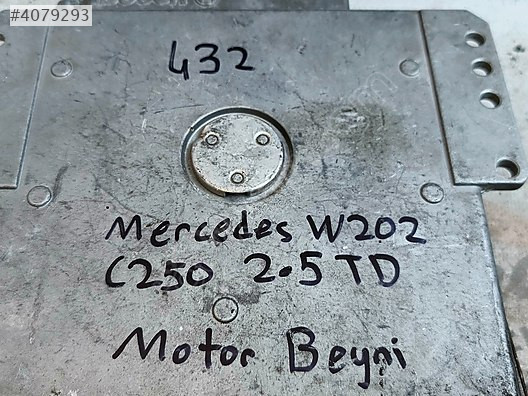 #4079293
432
Mercedes W202
C250 2.5 TD
Motor Beyni